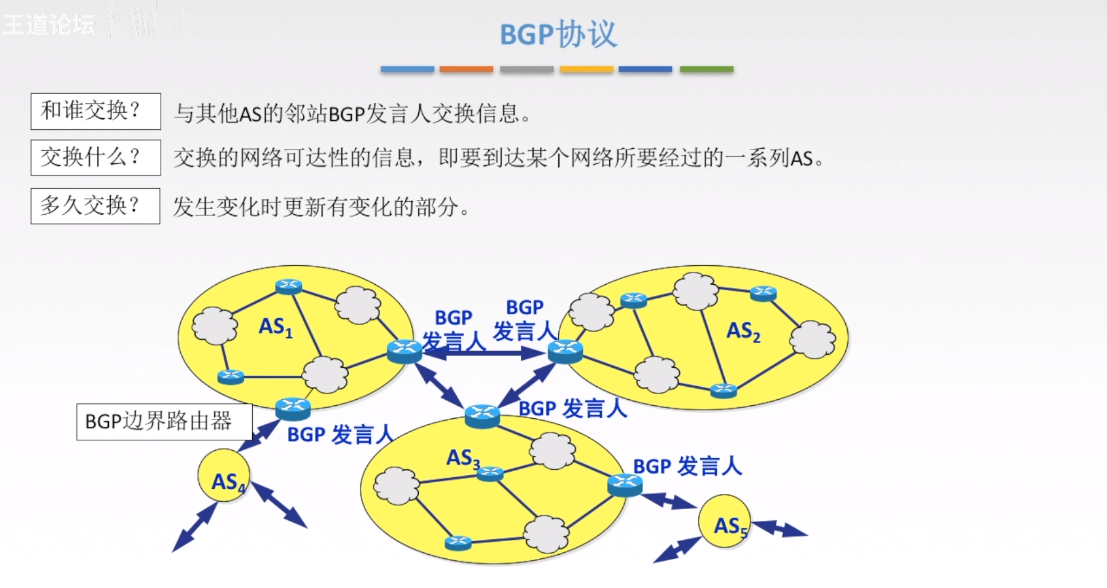 王道论坛
BGP协议
和谁交换？ 与其他AS的邻站BGP发言人交换信息。
交换什么？ 交换的网络可达性的信息，即要到达某个网络所要经过的一系列AS。
多久交换？ 发生变化时更新有变化的部分。
BGP
发言人
BGP
发言人
AS1
AS2
BGP 发言人
BGP边界路由器
BGP 发言人
AS3
BGP 发言人
AS4
AS5